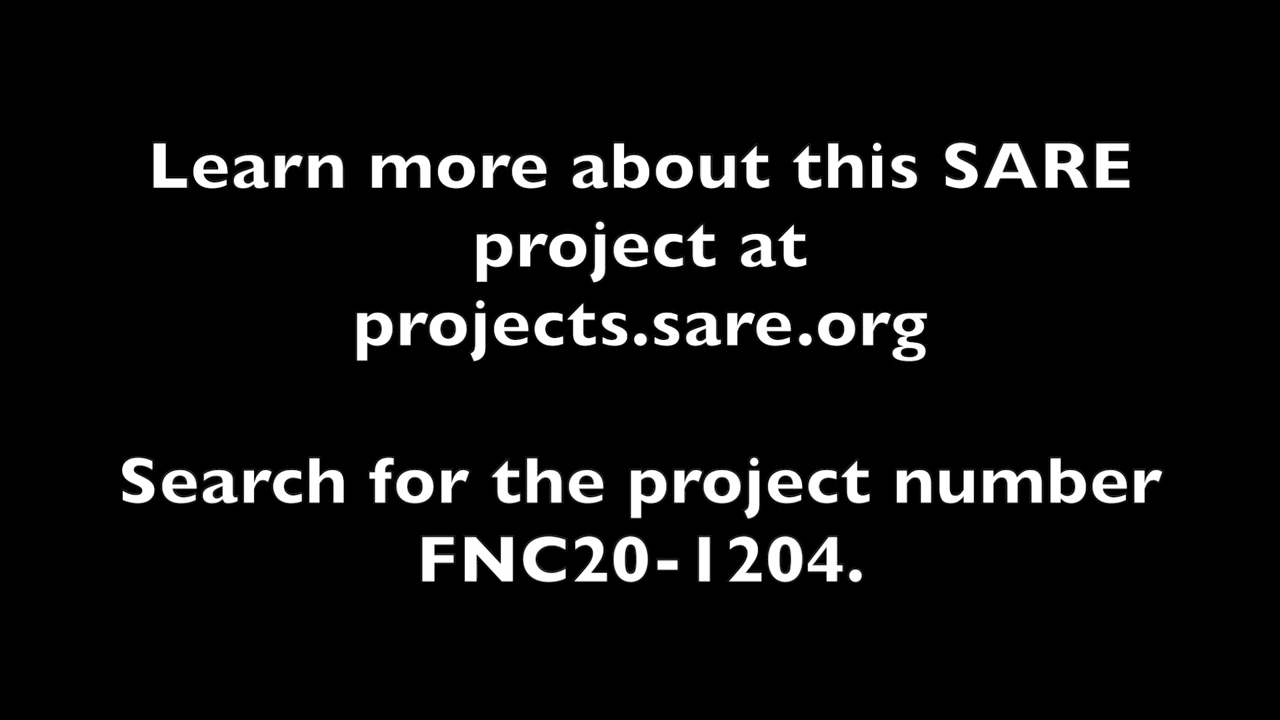 Learn more about this SARE
project at
projects.sare.org
Search for the project number
FNC20-1204.